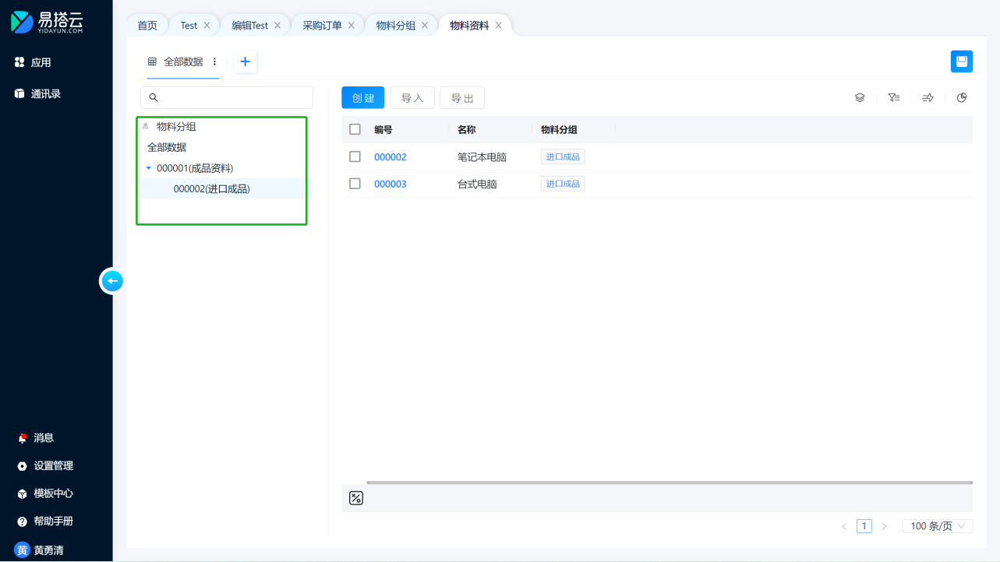 易搭云
YIDAYUN.COM
首页 Test 编辑Test 采购订单 物料分组 物料资料
应用
通讯录
全部数据
创建 导入 导出
物料分组
全部数据
000001(成品资料)
000002(进口成品)
编号 名称 物料分组
000002 笔记本电脑 进口成品
000003 台式电脑 进口成品
消息
设置管理
模板中心
帮助手册
黄 黄勇清
1 100 条/页